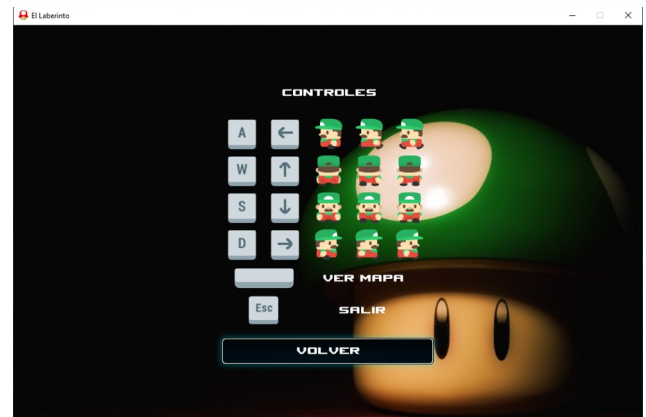 El Laberinto
CONTROLES
A ←
W ↑
S ↓
D →
VER MAPA
Esc SALIR
VOLVER